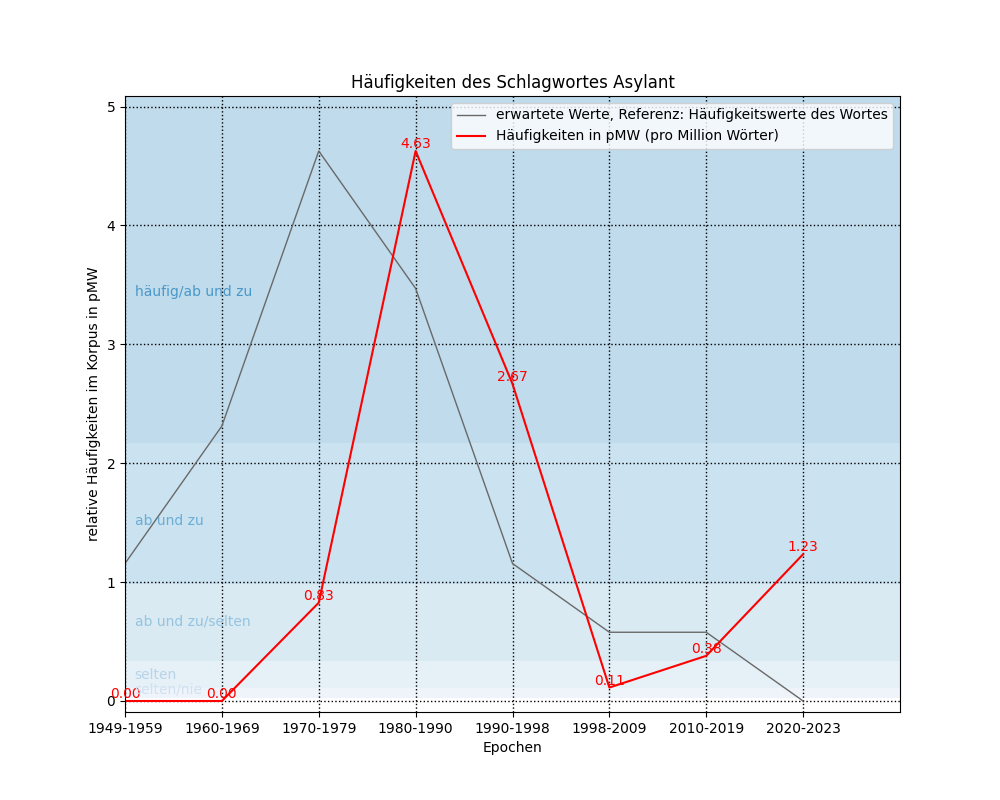 Häufigkeiten des Schlagwortes Asylant
erwartete Werte, Referenz: Häufigkeitswerte des Wortes
Häufigkeiten in pMW (pro Million Wörter)
relative Häufigkeiten im Korpus in pMW
5
4
3
2
1
0
häufig/ab und zu
ab und zu
ab und zu/selten
selten
selten/nie
0.00
0.00
0.83
4.63
2.67
0.11
0.38
1.23
1949-1959
1960-1969
1970-1979
1980-1990
1990-1998
1998-2009
2010-2019
2020-2023
Epochen